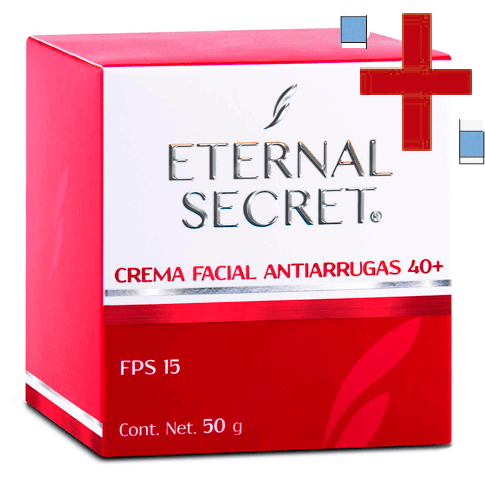 ETERNAL
SECRET®
CREMA FACIAL ANTIARRUGAS 40+
FPS 15
Cont. Net. 50 g